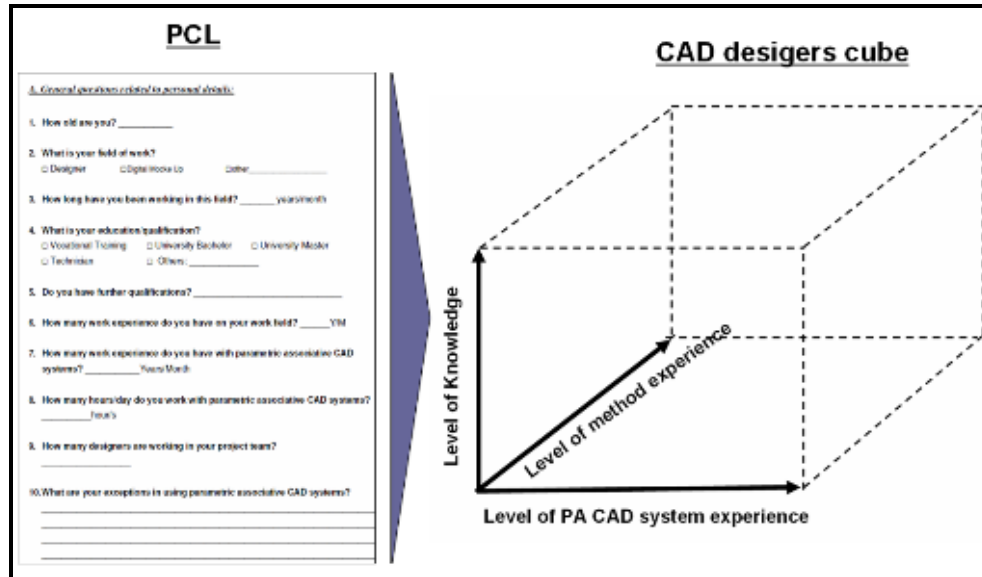 PCL
A. General questions related to personal details:
1. How old are you? __________
2. What is your field of work?
□ Designer □ Digital Mocke Up □ other__________________
3. How long have you been working in this field? _______ years/month
4. What is your education/qualification?
□ Vocational Training □ University Bachelor □ University Master
□ Technician □ Others: ________________
5. Do you have further qualifications? ______________________________
6. How many work experience do you have on your work field? ______Y/M
7. How many work experience do you have with parametric associative CAD
systems? ___________Years/Month
8. How many hours/day do you work with parametric associative CAD systems?
__________hour/s
9. How many designers are working in your project team?
__________________
10. What are your exceptions in using parametric associative CAD systems?
CAD desigers cube
Level of Knowledge
Level of method experience
Level of PA CAD system experience